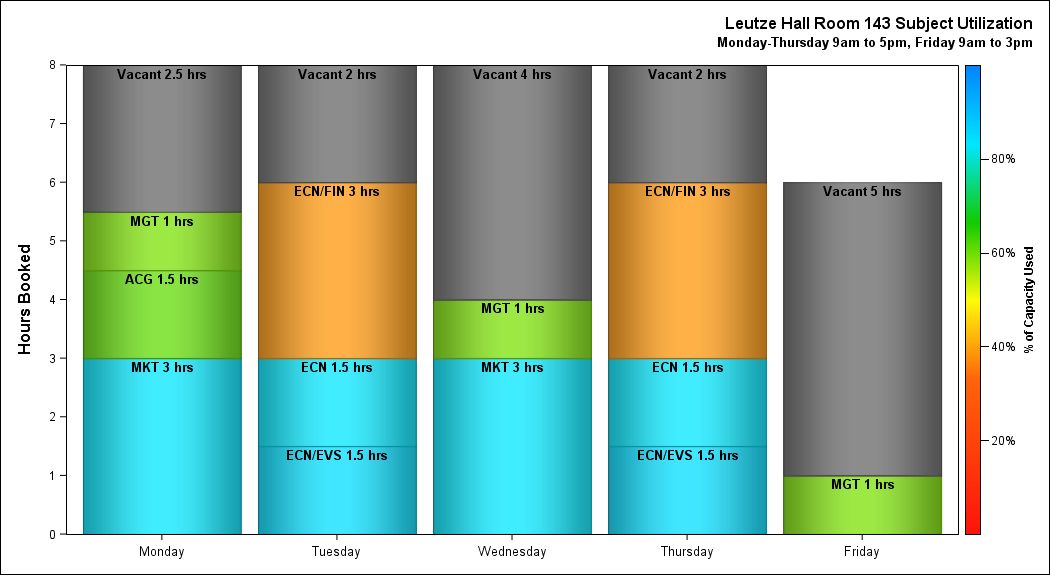 Leutze Hall Room 143 Subject Utilization
Monday-Thursday 9am to 5pm, Friday 9am to 3pm
Hours Booked
8
7
6
5
4
3
2
1
0
Vacant 2.5 hrs
MGT 1 hrs
ACG 1.5 hrs
MKT 3 hrs
Monday
Vacant 2 hrs
ECN/FIN 3 hrs
ECN 1.5 hrs
ECN/EVS 1.5 hrs
Tuesday
Vacant 4 hrs
MGT 1 hrs
MKT 3 hrs
Wednesday
Vacant 2 hrs
ECN/FIN 3 hrs
ECN 1.5 hrs
ECN/EVS 1.5 hrs
Thursday
Vacant 5 hrs
MGT 1 hrs
Friday
80%
60%
40%
20%
% of Capacity Used